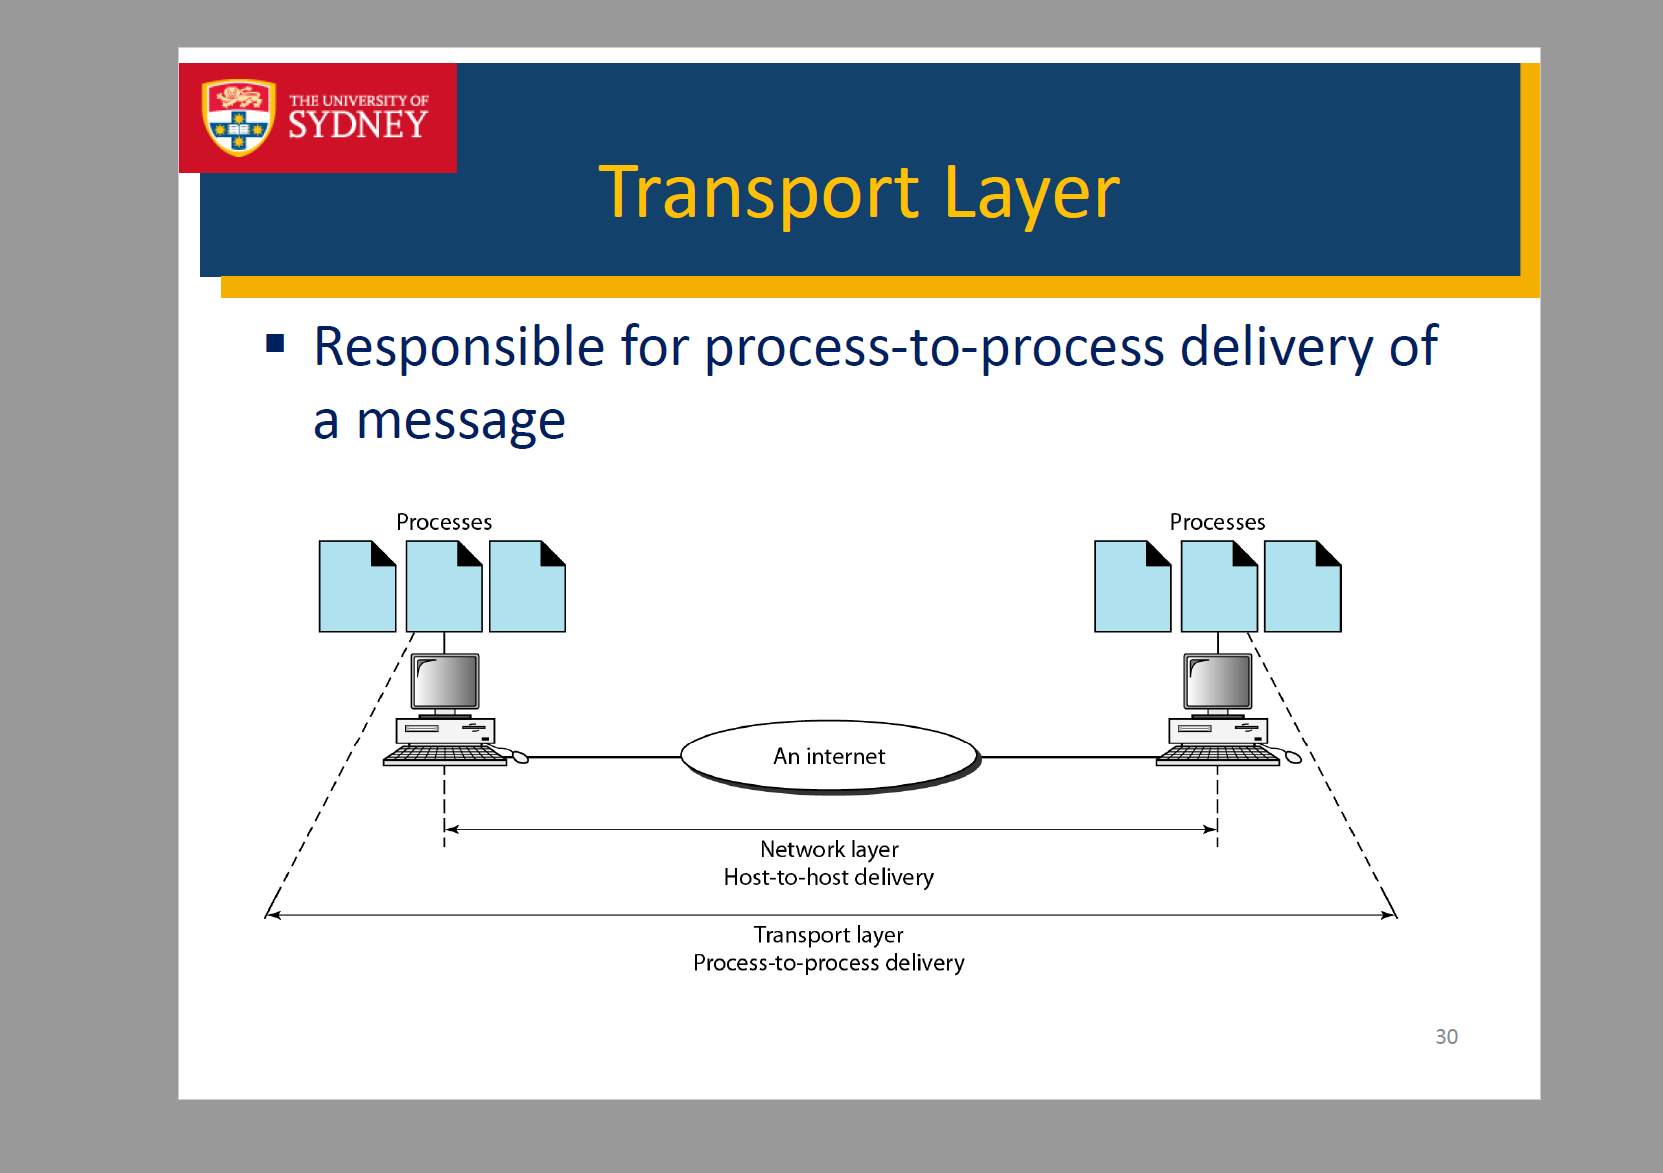 THE UNIVERSITY OF
SYDNEY
Transport Layer
▪ Responsible for process-to-process delivery of
a message
Processes
Processes
An internet
Network layer
Host-to-host delivery
Transport layer
Process-to-process delivery
30